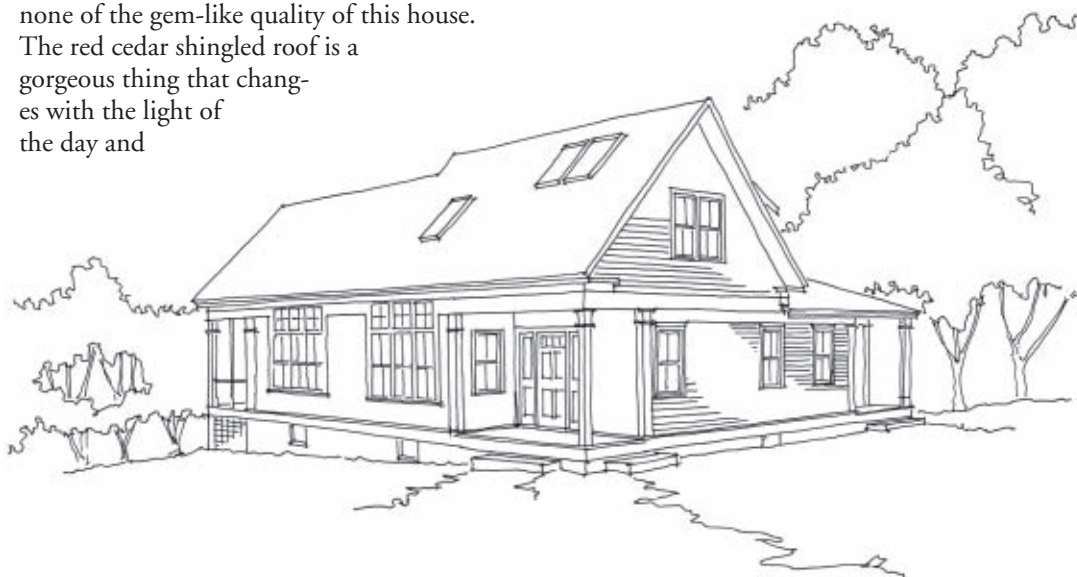 none of the gem-like quality of this house.
The red cedar shingled roof is a
gorgeous thing that chang-
es with the light of
the day and